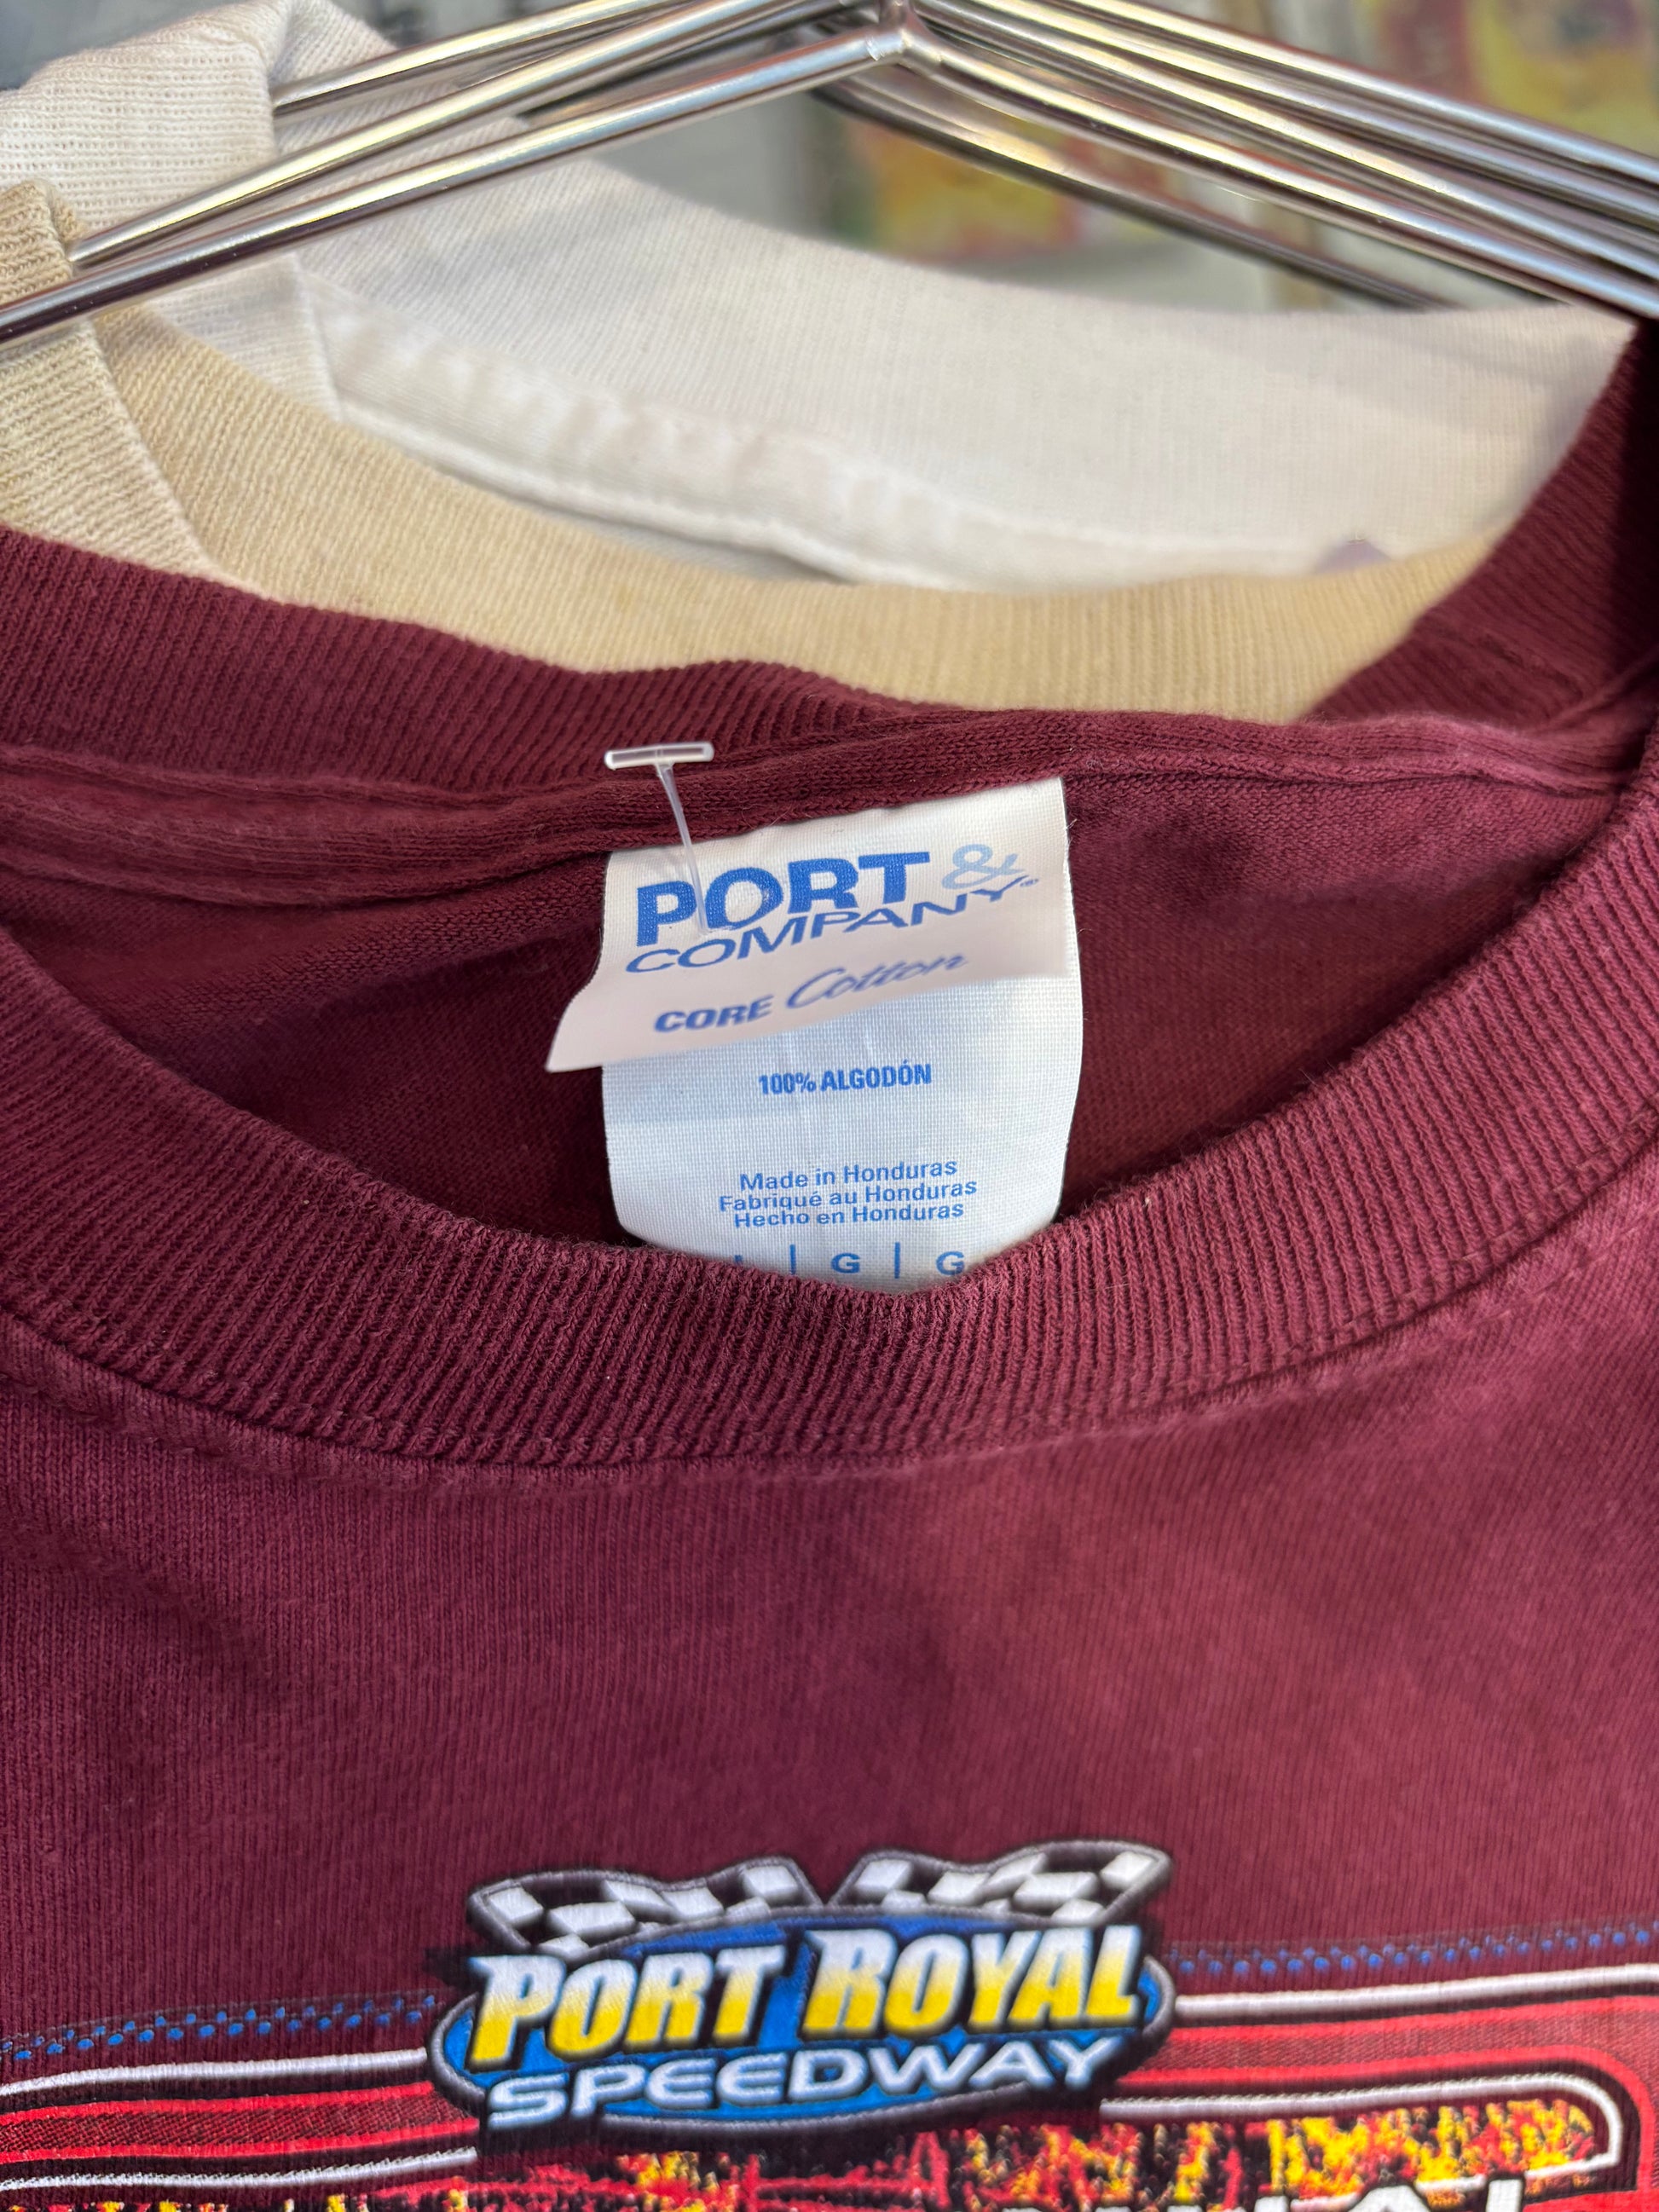 PORT &
COMPANY
CORE Cotton
100% ALGODÓN
Made in Honduras
Fabriqué au Honduras
Hecho en Honduras
L | G | G
PORT ROYAL
SPEEDWAY